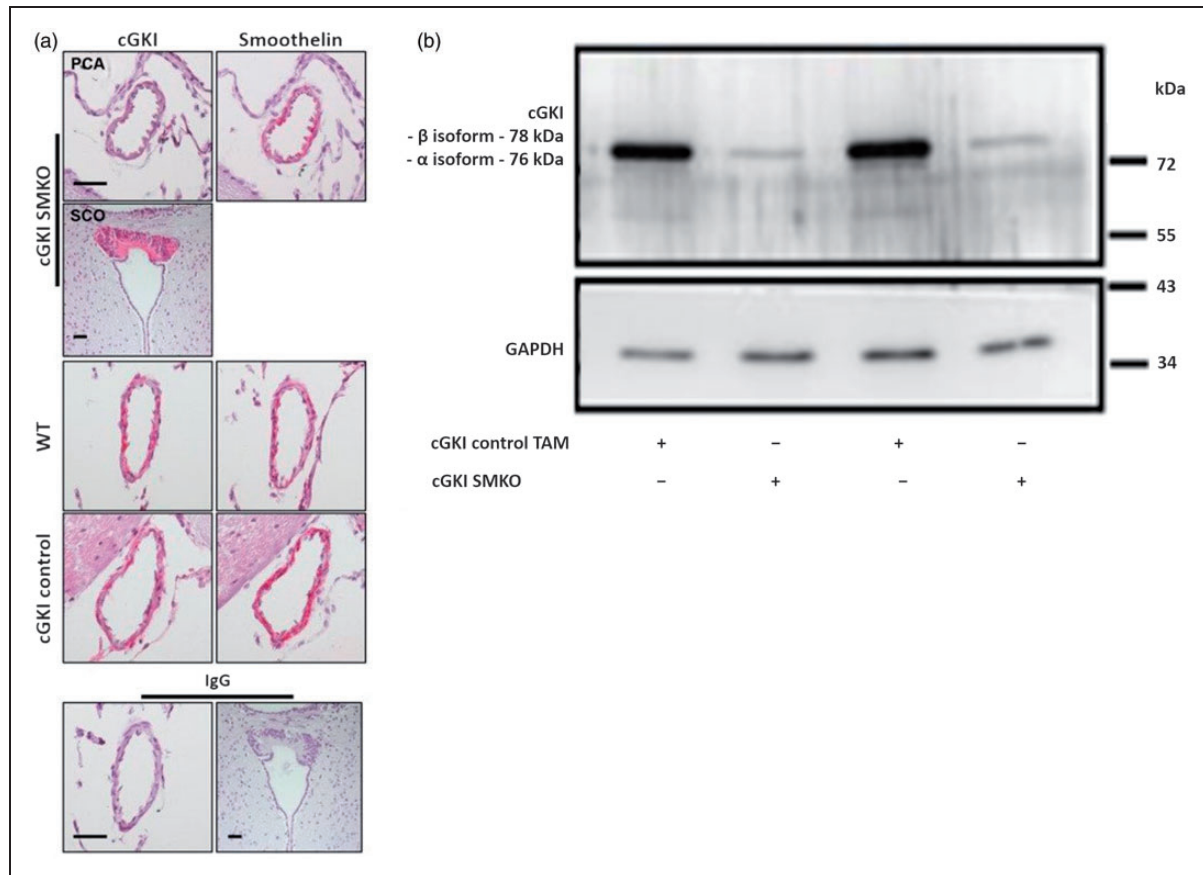 (a)
cGKI Smoothelin
PCA
cGKI SMKO
SCO
WT
cGKI control
IgG
(b)
kDa
cGKI
- β isoform - 78 kDa
- α isoform - 76 kDa
72
55
43
GAPDH
34
cGKI control TAM + – + –
cGKI SMKO – + – +